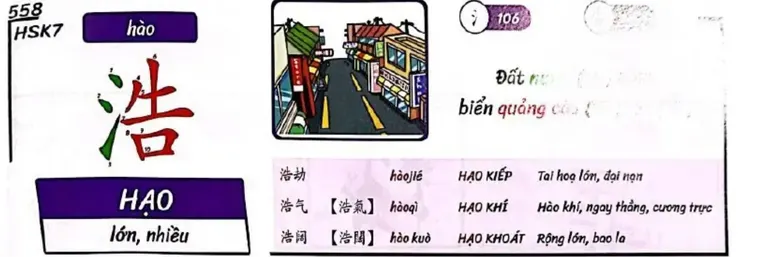 558
HSK7
hào
浩
HẠO
lớn, nhiều
106
Đất
biển quảng
浩劫 hàojié HẠO KIẾP Tai hoạ lớn, đại nạn
浩气 【浩氣】 hàoqì HẠO KHÍ Hào khí, ngay thẳng, cương trực
浩阔 【浩闊】 hào kuò HẠO KHOÁT Rộng lớn, bao la